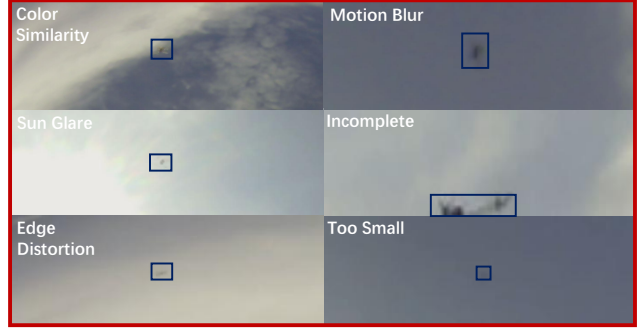 Color
Similarity
Motion Blur
Sun Glare
Incomplete
Edge
Distortion
Too Small